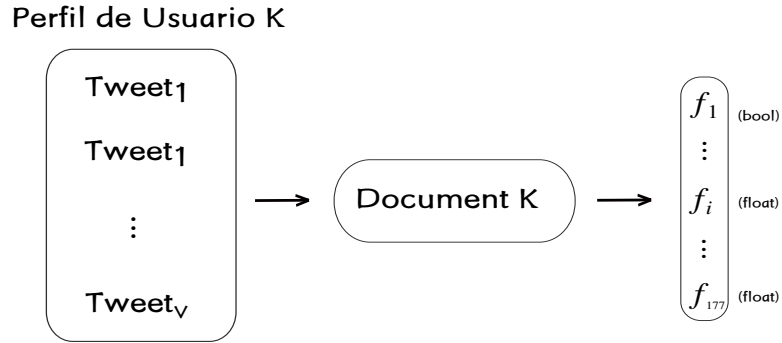 Perfil de Usuario K
Tweet₁
Tweet₁
⋮
Tweetᵥ
Document K
f₁ (bool)
⋮
fᵢ (float)
⋮
f₁₇₇ (float)